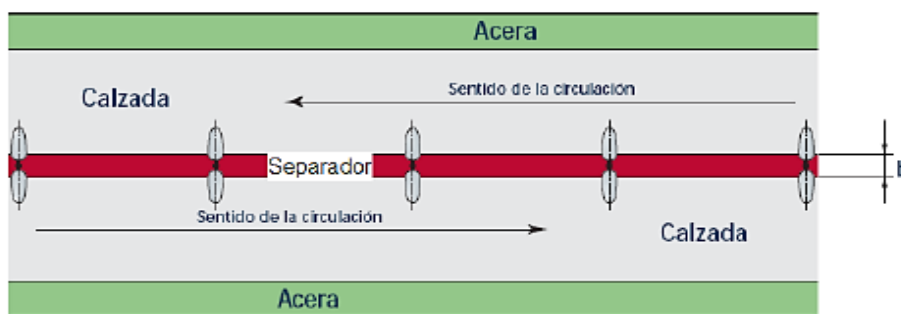 Acera
Calzada
Sentido de la circulación
Separador
b
Sentido de la circulación
Calzada
Acera